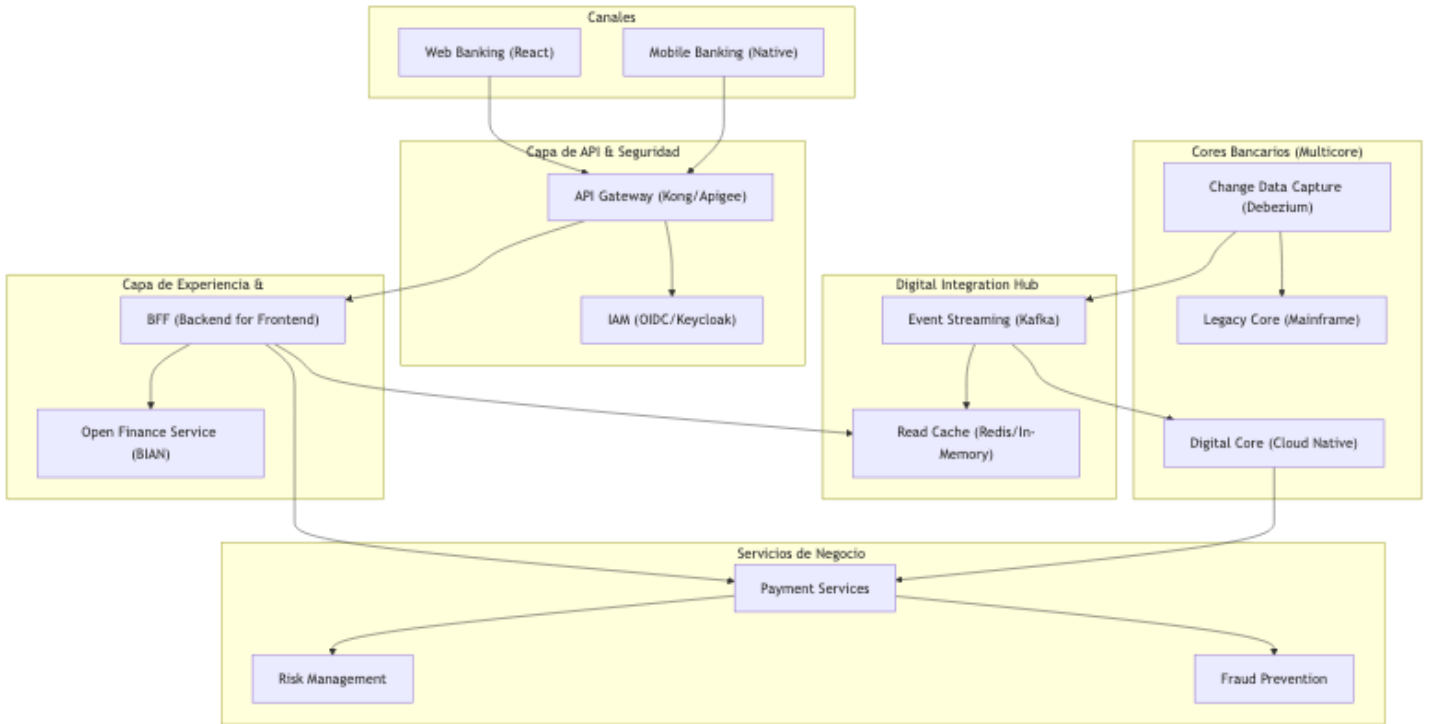 Canales
Web Banking (React)
Mobile Banking (Native)
Capa de API & Seguridad
API Gateway (Kong/Apigee)
IAM (OIDC/Keycloak)
Cores Bancarios (Multicore)
Change Data Capture
(Debezium)
Legacy Core (Mainframe)
Digital Core (Cloud Native)
Capa de Experiencia &
BFF (Backend for Frontend)
Open Finance Service
(BIAN)
Digital Integration Hub
Event Streaming (Kafka)
Read Cache (Redis/In-
Memory)
Servicios de Negocio
Payment Services
Risk Management
Fraud Prevention